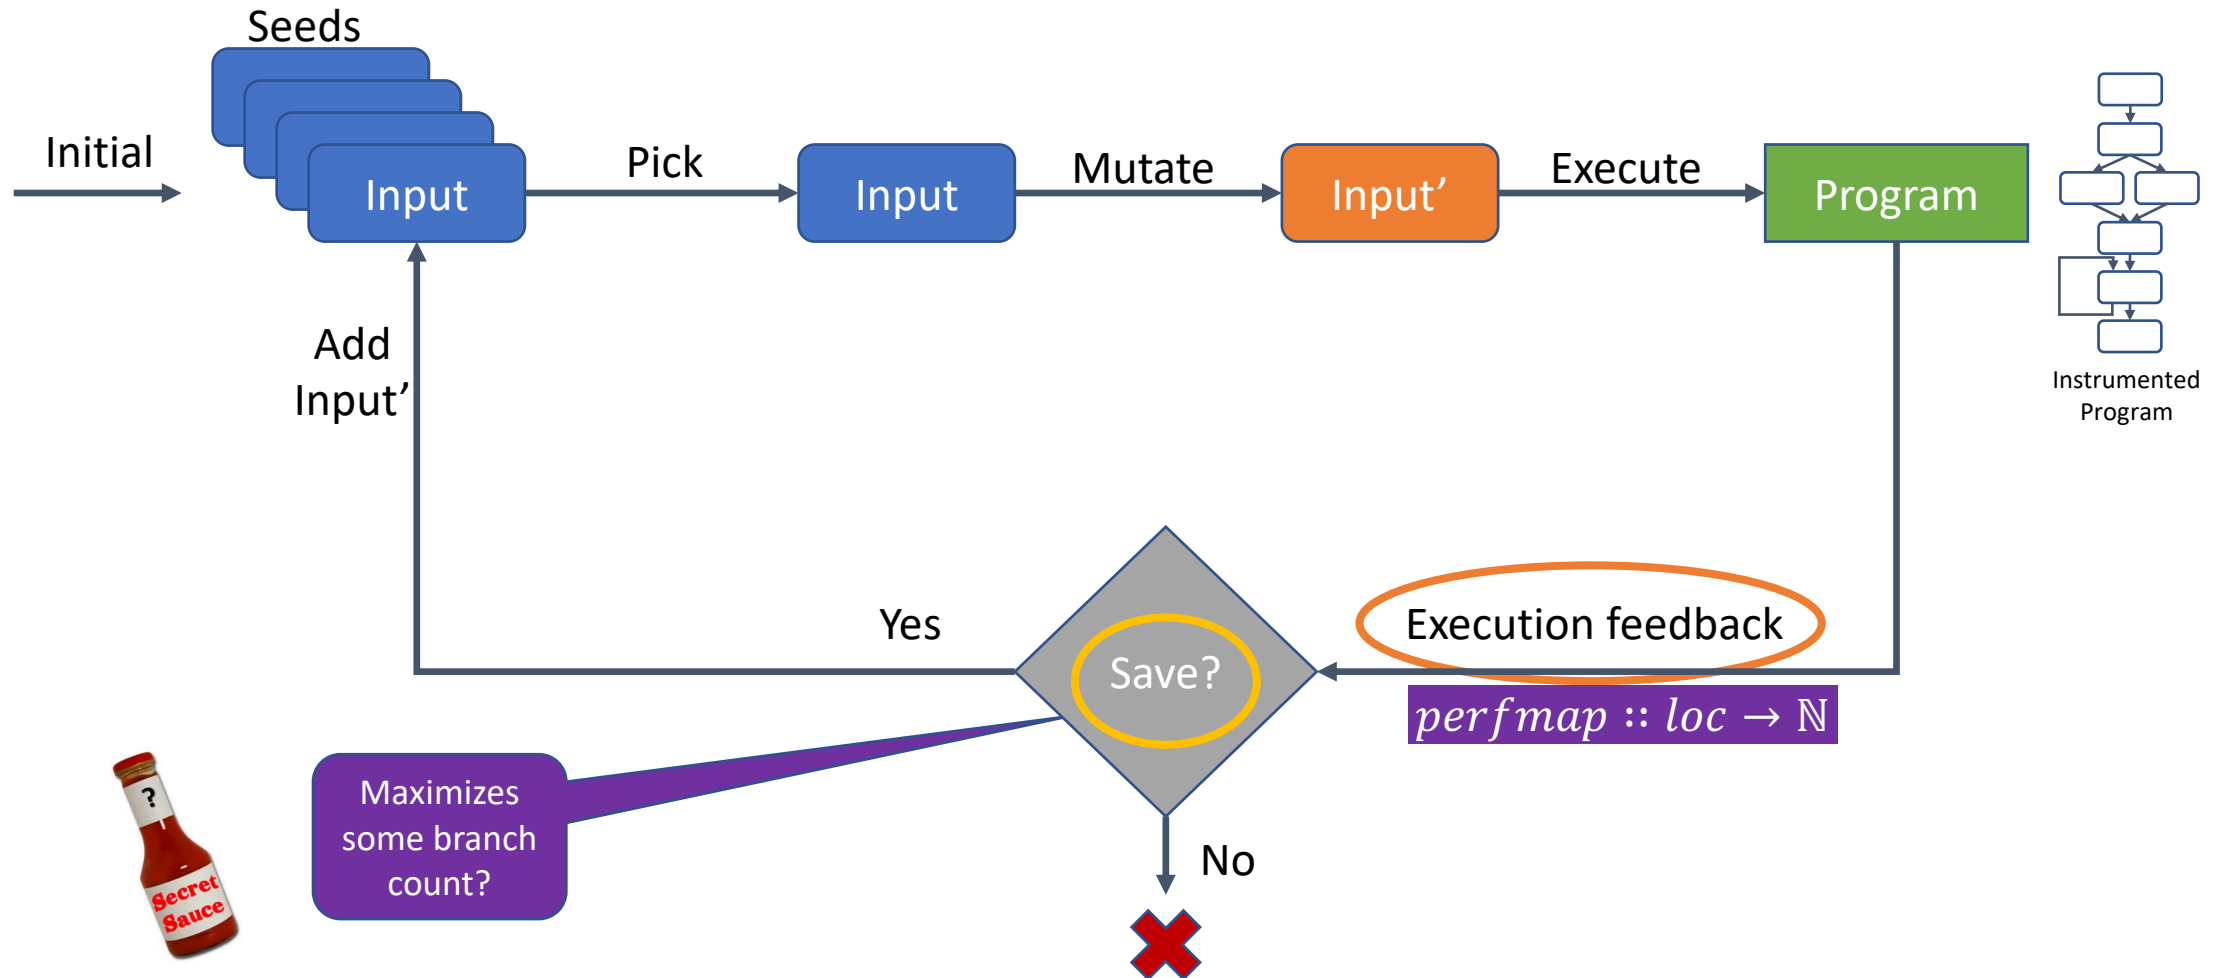 Seeds
Initial
Input
Pick
Input
Mutate
Input’
Execute
Program
Instrumented
Program
Add
Input’
Yes
Save?
Execution feedback
perfmap :: loc → ℕ
Maximizes
some branch
count?
No
?
Secret
Sauce